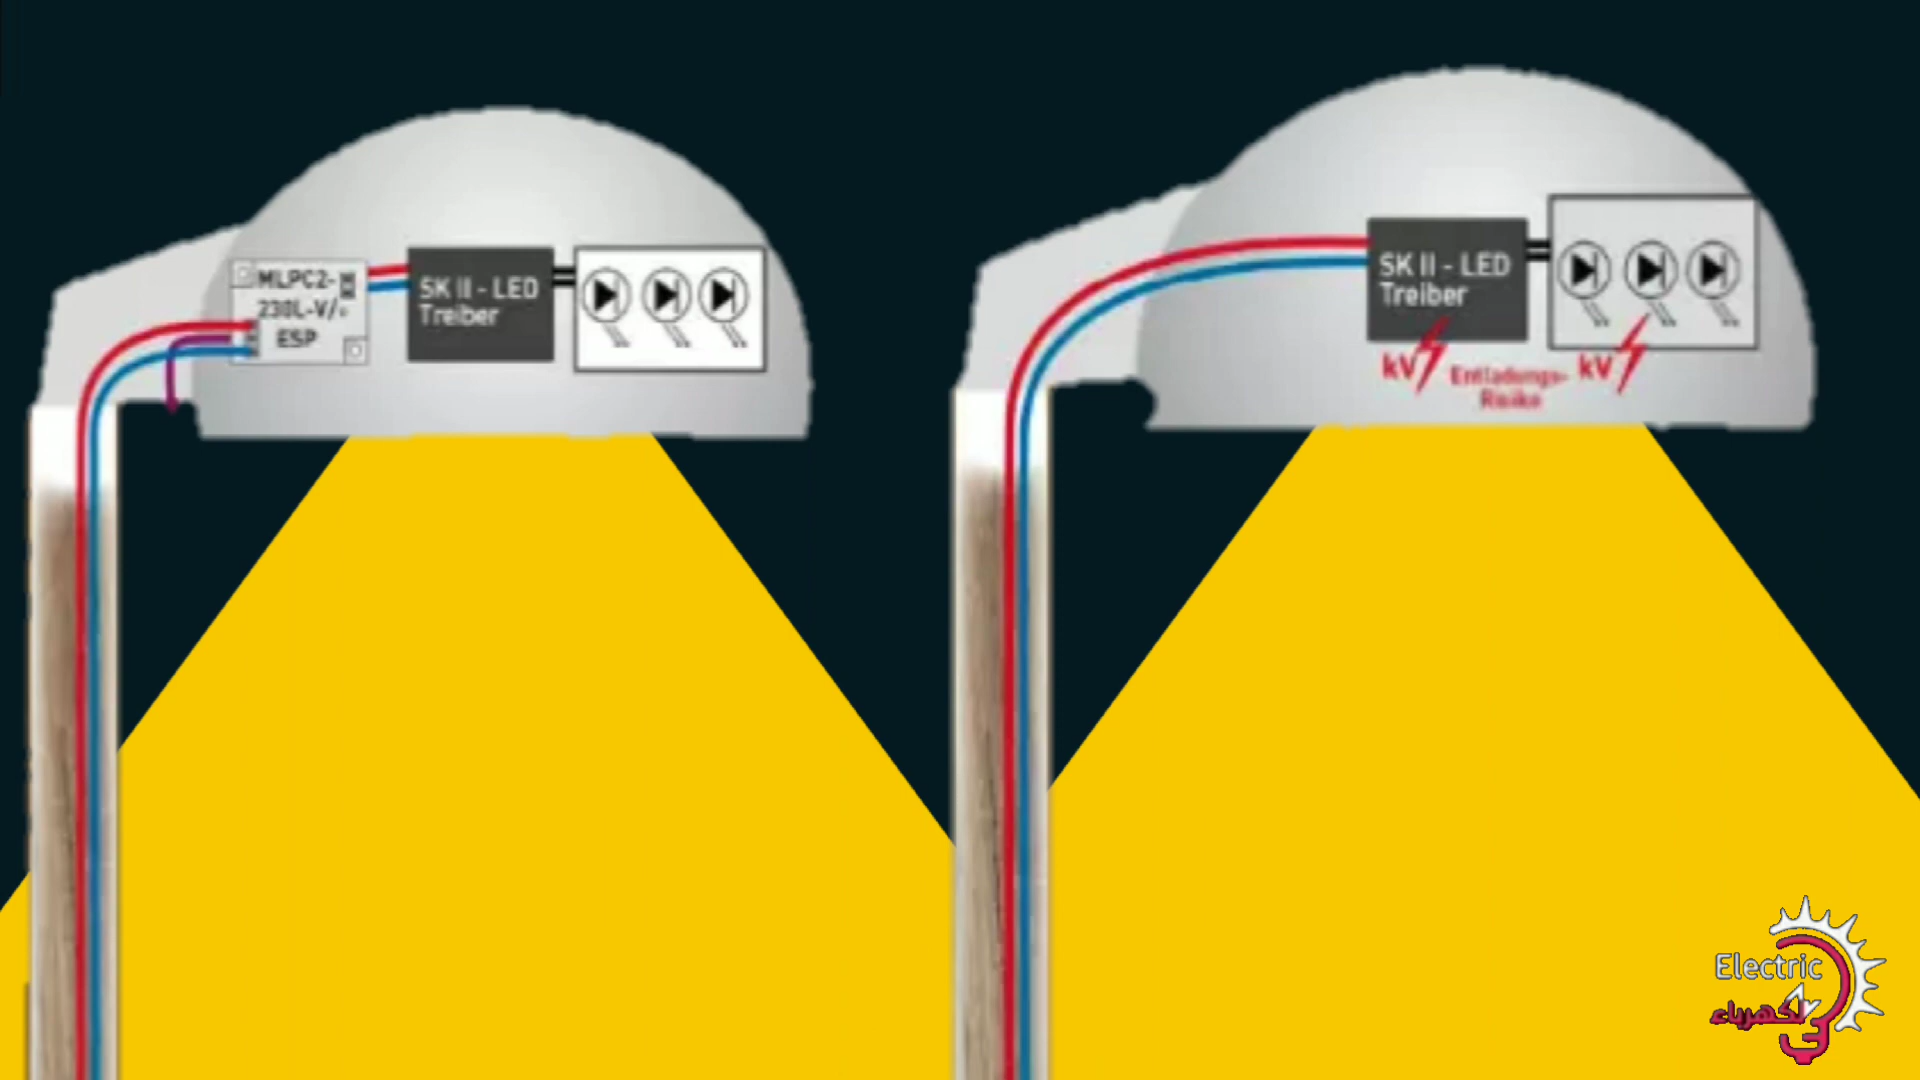 MLPC2-
230L-V/
ESP
SK II - LED
Treiber
SK II - LED
Treiber
kV
Entladungs-
Risiko
kV
Electric
الكهرباء